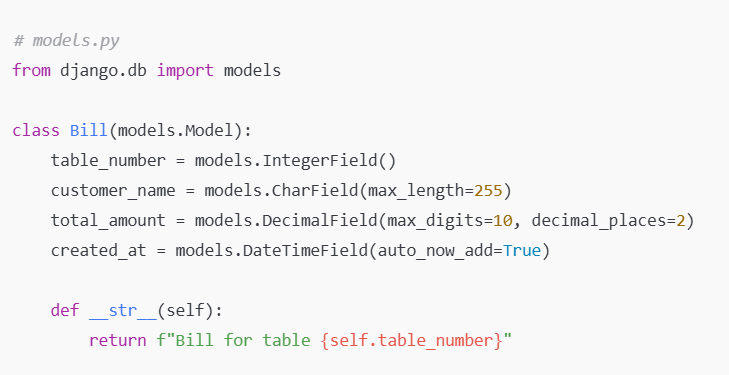 # models.py
from django.db import models

class Bill(models.Model):
    table_number = models.IntegerField()
    customer_name = models.CharField(max_length=255)
    total_amount = models.DecimalField(max_digits=10, decimal_places=2)
    created_at = models.DateTimeField(auto_now_add=True)

    def __str__(self):
        return f"Bill for table {self.table_number}"